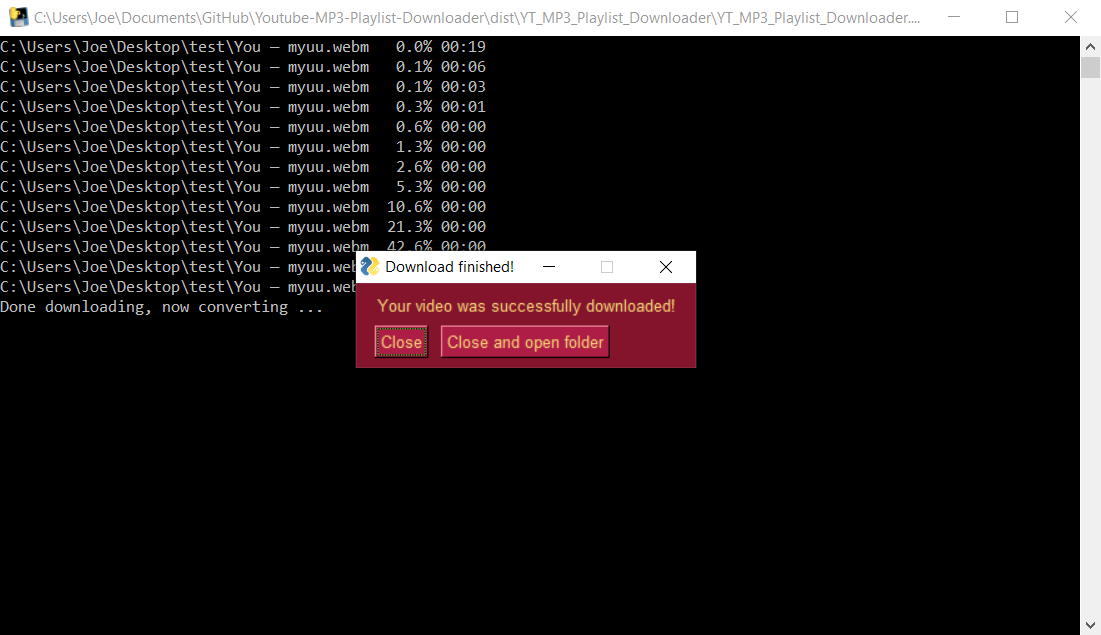 C:\Users\Joe\Documents\GitHub\Youtube-MP3-Playlist-Downloader\dist\YT_MP3_Playlist_Downloader\YT_MP3_Playlist_Downloader....
C:\Users\Joe\Desktop\test\You — myuu.webm   0.0% 00:19
C:\Users\Joe\Desktop\test\You — myuu.webm   0.1% 00:06
C:\Users\Joe\Desktop\test\You — myuu.webm   0.1% 00:03
C:\Users\Joe\Desktop\test\You — myuu.webm   0.3% 00:01
C:\Users\Joe\Desktop\test\You — myuu.webm   0.6% 00:00
C:\Users\Joe\Desktop\test\You — myuu.webm   1.3% 00:00
C:\Users\Joe\Desktop\test\You — myuu.webm   2.6% 00:00
C:\Users\Joe\Desktop\test\You — myuu.webm   5.3% 00:00
C:\Users\Joe\Desktop\test\You — myuu.webm  10.6% 00:00
C:\Users\Joe\Desktop\test\You — myuu.webm  21.3% 00:00
C:\Users\Joe\Desktop\test\You — myuu.webm  42.6% 00:00
C:\Users\Joe\Desktop\test\You — myuu.we
C:\Users\Joe\Desktop\test\You — myuu.we
Done downloading, now converting ...
Download finished!
Your video was successfully downloaded!
Close
Close and open folder